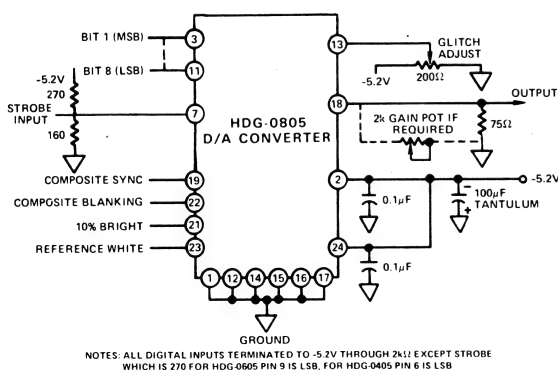 BIT 1 (MSB)
3
BIT 8 (LSB)
11
-5.2V
270
STROBE
INPUT
7
160
HDG-0805
D/A CONVERTER
13
GLITCH
ADJUST
-5.2V
200Ω
18
OUTPUT
2k GAIN POT IF
REQUIRED
75Ω
COMPOSITE SYNC
19
COMPOSITE BLANKING
22
10% BRIGHT
21
REFERENCE WHITE
23
2
-5.2V
0.1μF
−
100μF
+
TANTULUM
24
0.1μF
1 12 14 15 16 17
GROUND
NOTES: ALL DIGITAL INPUTS TERMINATED TO -5.2V THROUGH 2kΩ EXCEPT STROBE
WHICH IS 270 FOR HDG-0605 PIN 9 IS LSB, FOR HDG-0405 PIN 6 IS LSB